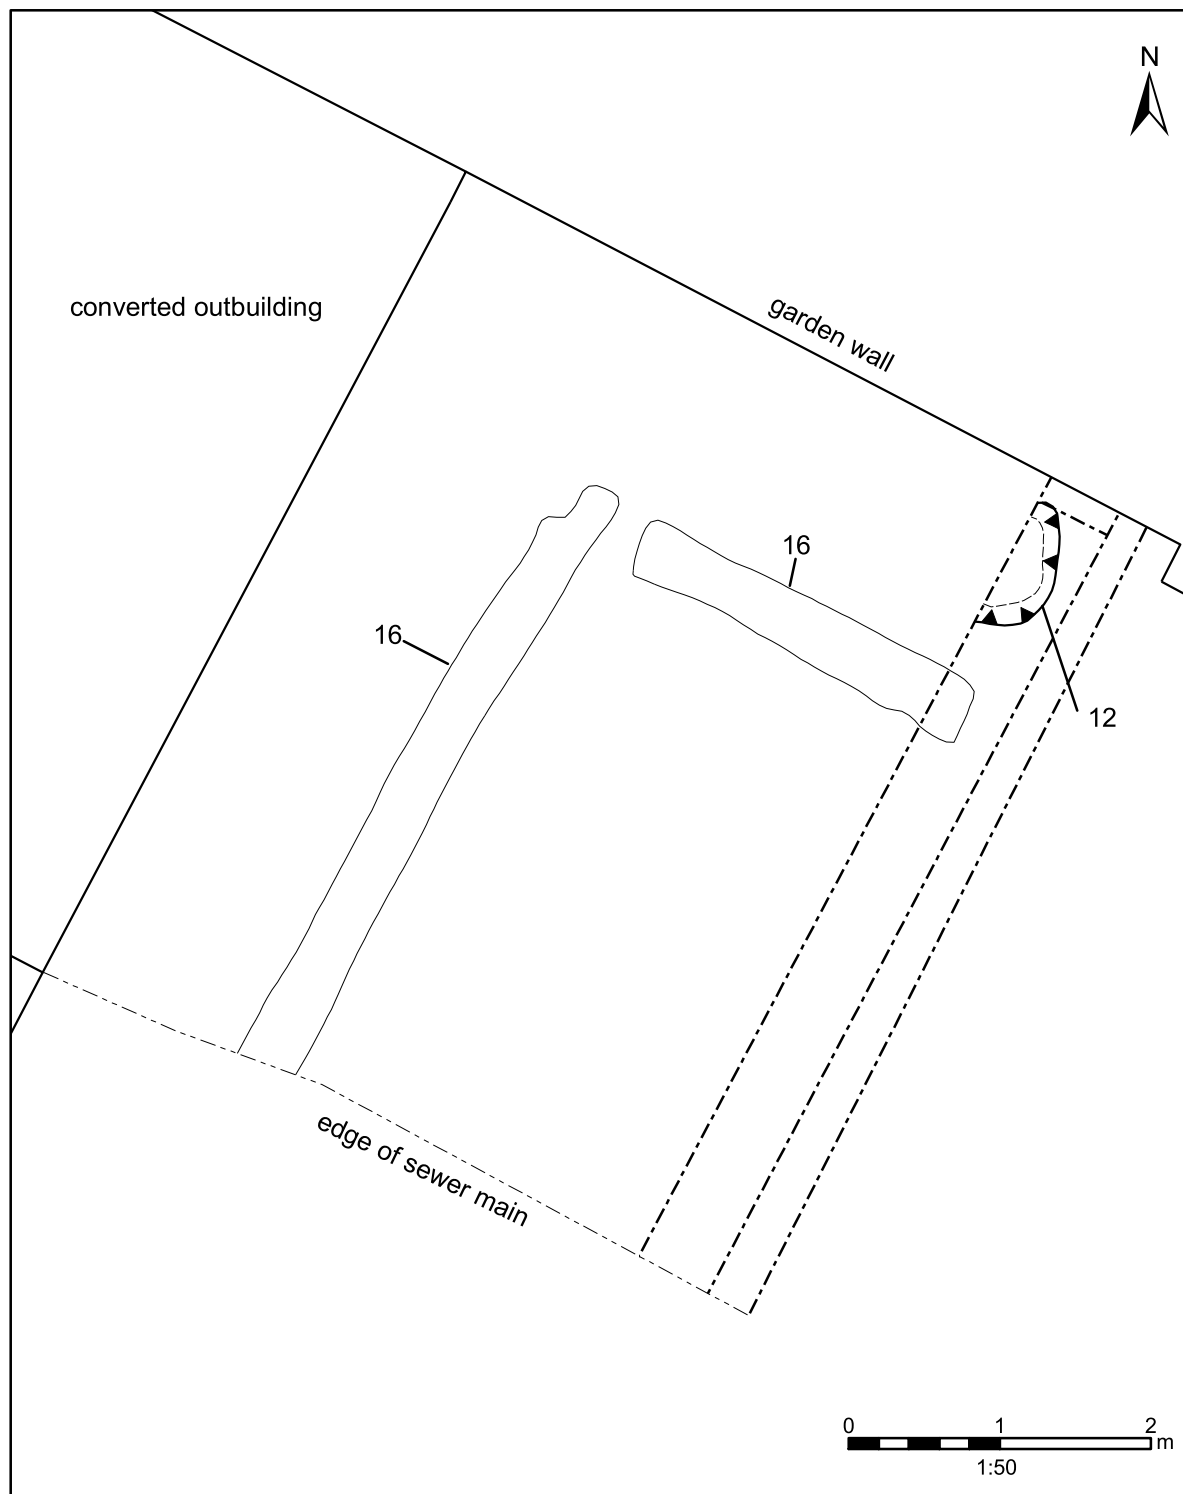 N
converted outbuilding
garden wall
16
16
12
edge of sewer main
0 1 2
m
1:50